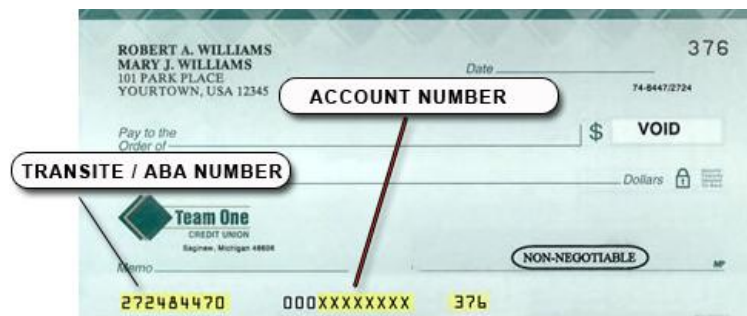 ROBERT A. WILLIAMS
MARY J. WILLIAMS
101 PARK PLACE
YOURTOWN, USA 12345
376
Date
74-8447/2724
ACCOUNT NUMBER
Pay to the
Order of
$ VOID
TRANSITE / ABA NUMBER
Dollars
Team One
CREDIT UNION
Saginaw, Michigan 48606
Memo
NON-NEGOTIABLE
MP
272484470 000XXXXXXXX 376